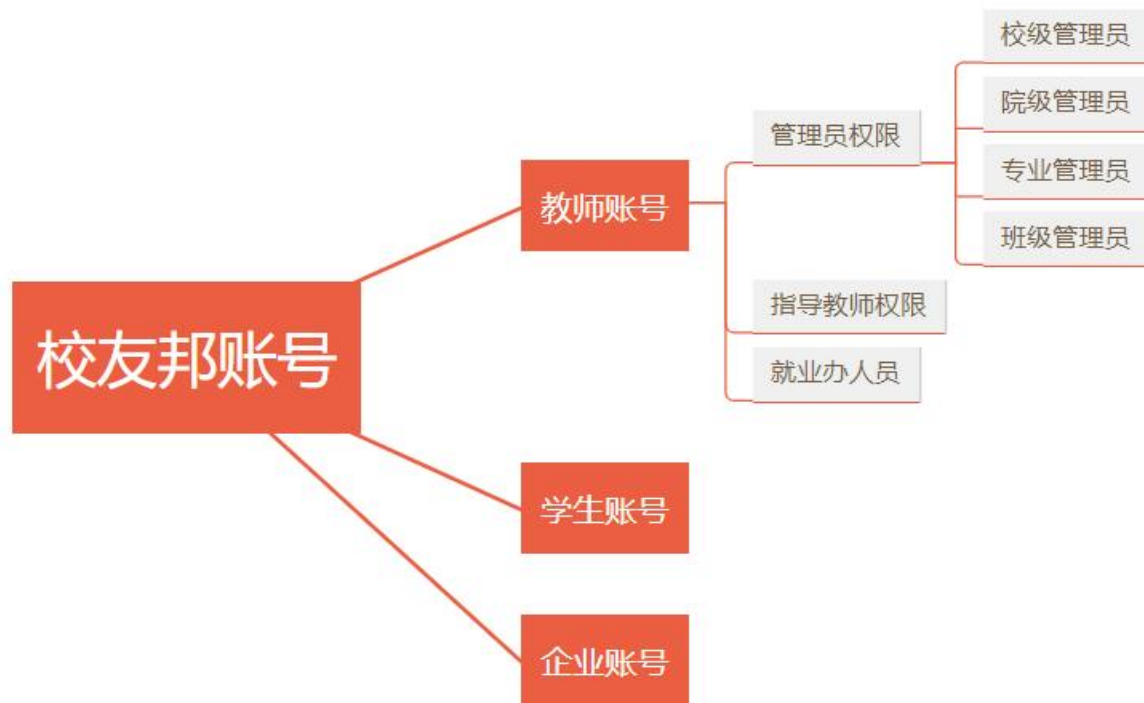 校友邦账号
教师账号
管理员权限
校级管理员
院级管理员
专业管理员
班级管理员
指导教师权限
就业办人员
学生账号
企业账号